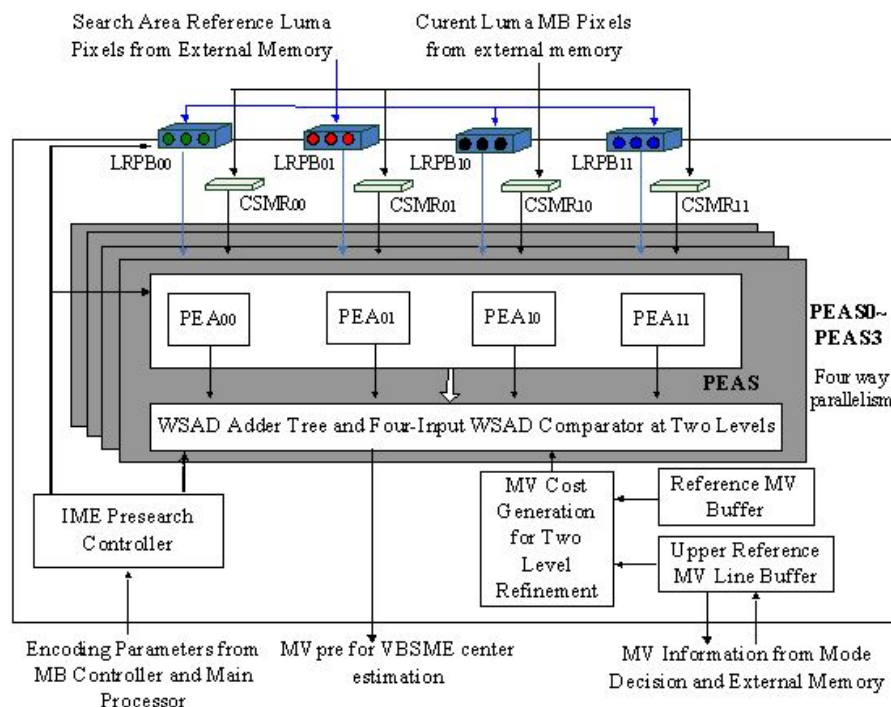 Search Area Reference Luma
Pixels from External Memory
Curent Luma MB Pixels
from external memory
LRPB00
LRPB01
LRPB10
LRPB11
CSMR00
CSMR01
CSMR10
CSMR11
PEA00
PEA01
PEA10
PEA11
PEAS0~
PEAS3
PEAS
Four way
parallelism
WSAD Adder Tree and Four-Input WSAD Comparator at Two Levels
IME Presearch
Controller
MV Cost
Generation
for Two
Level
Refinement
Reference MV
Buffer
Upper Reference
MV Line Buffer
Encoding Parameters from
MB Controller and Main
Processor
MV pre for VBSME center
estimation
MV Information from Mode
Decision and External Memory